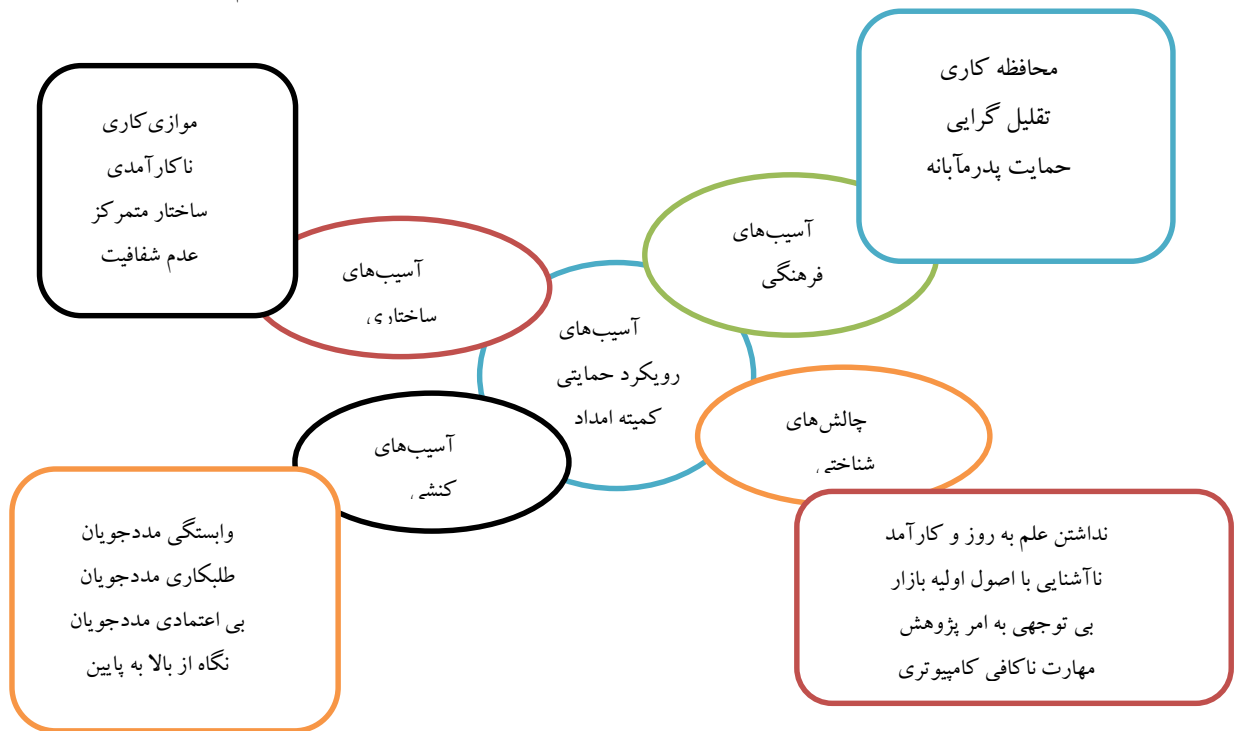 محافظه کاری
تقلیل گرایی
حمایت پدرمآبانه
آسیب‌های
فرهنگی
موازی‌کاری
ناکارآمدی
ساختار متمرکز
عدم شفافیت
آسیب‌های
ساختاری
آسیب‌های
رویکرد حمایتی
کمیته امداد
چالش‌های
شناختی
نداشتن علم به روز و کارآمد
ناآشنایی با اصول اولیه بازار
بی توجهی به امر پژوهش
مهارت ناکافی کامپیوتری
آسیب‌های
کنشی
وابستگی مددجویان
طلبکاری مددجویان
بی اعتمادی مددجویان
نگاه از بالا به پایین